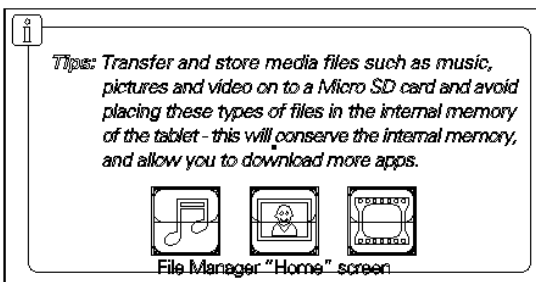 Tips: Transfer and store media files such as music,
pictures and video on to a Micro SD card and avoid
placing these types of files in the internal memory
of the tablet - this will conserve the internal memory,
and allow you to download more apps.
File Manager "Home" screen